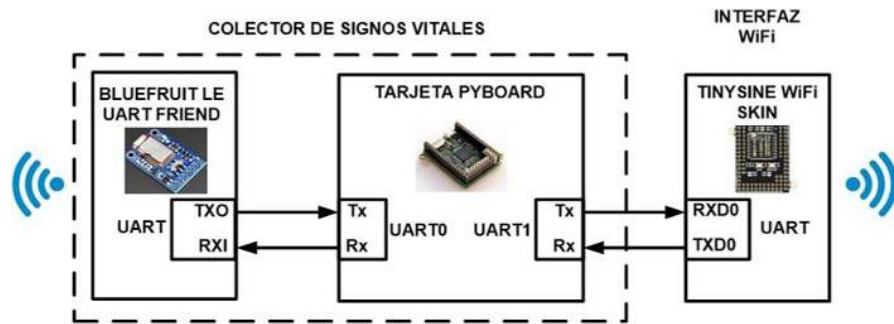 COLECTOR DE SIGNOS VITALES
INTERFAZ
WiFi
BLUEFRUIT LE
UART FRIEND
TARJETA PYBOARD
TINYSINE WiFi
SKIN
UART
TXO
RXI
Tx
Rx
UART0
UART1
Tx
Rx
RXD0
TXD0
UART